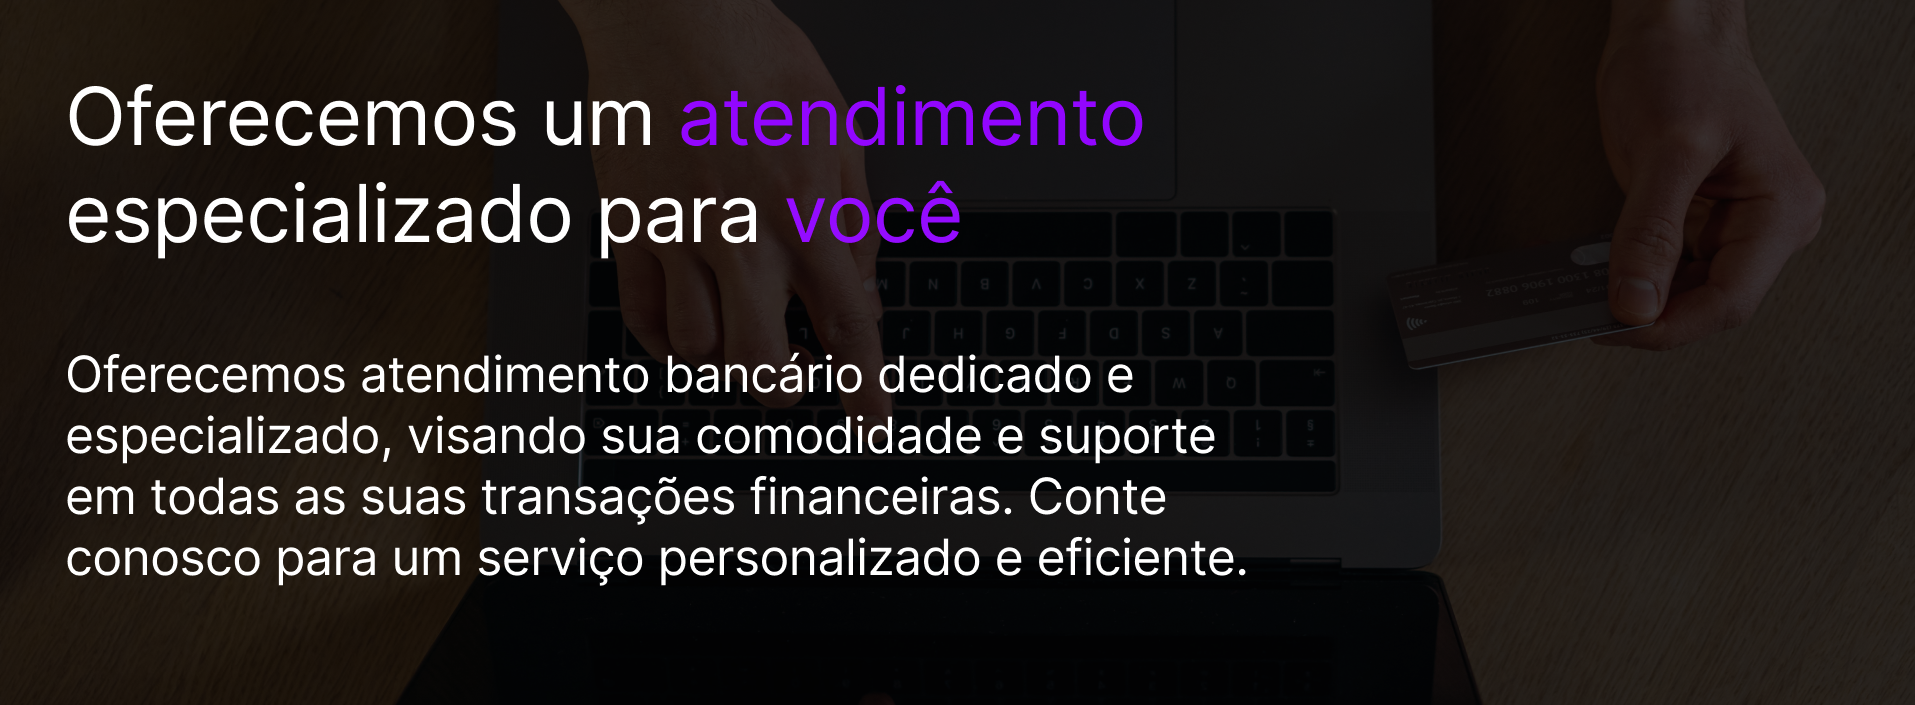 Oferecemos um atendimento
especializado para você
Oferecemos atendimento bancário dedicado e
especializado, visando sua comodidade e suporte
em todas as suas transações financeiras. Conte
conosco para um serviço personalizado e eficiente.